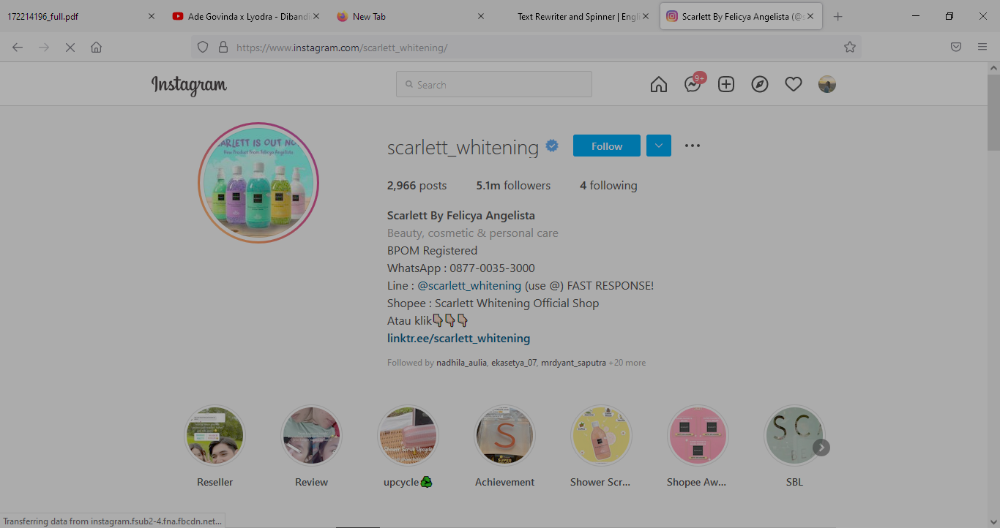 172214196_full.pdf
Ade Govinda x Lyodra - Dibandi
New Tab
Text Rewriter and Spinner | Engli
Scarlett By Felicya Angelista (@s
https://www.instagram.com/scarlett_whitening/
Instagram
Search
9+
SCARLETT IS OUT NOW
New Product From Felicya Angelista
scarlett_whitening
Follow
2,966 posts
5.1m followers
4 following
Scarlett By Felicya Angelista
Beauty, cosmetic & personal care
BPOM Registered
WhatsApp : 0877-0035-3000
Line : @scarlett_whitening (use @) FAST RESPONSE!
Shopee : Scarlett Whitening Official Shop
Atau klik👇🏻👇🏻👇🏻
linktr.ee/scarlett_whitening
Followed by nadhila_aulia, ekasetya_07, mrdyant_saputra +20 more
S
SUPER
SC
Reseller
Review
upcycle♻
Achievement
Shower Scr...
Shopee Aw...
SBL
Transferring data from instagram.fsub2-4.fna.fbcdn.net...